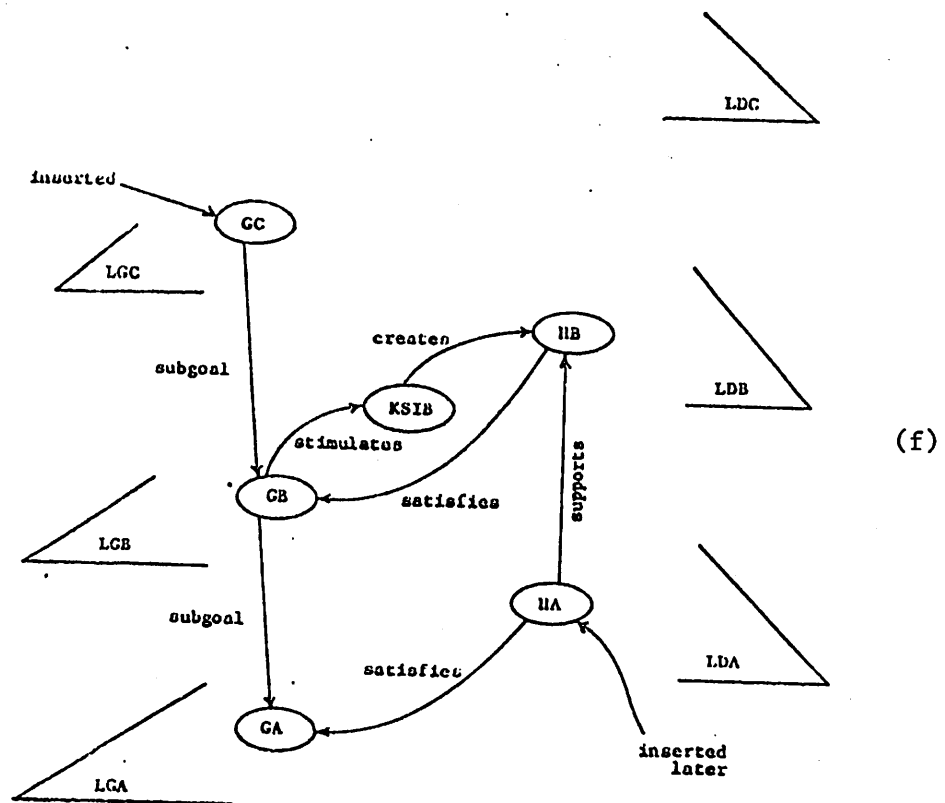 LDC
inserted
GC
LGC
HB
creates
subgoal
LDB
KSIB
(f)
stimulates
GB
satisfies
supports
LGB
HA
subgoal
LDA
satisfies
GA
inserted
later
LGA